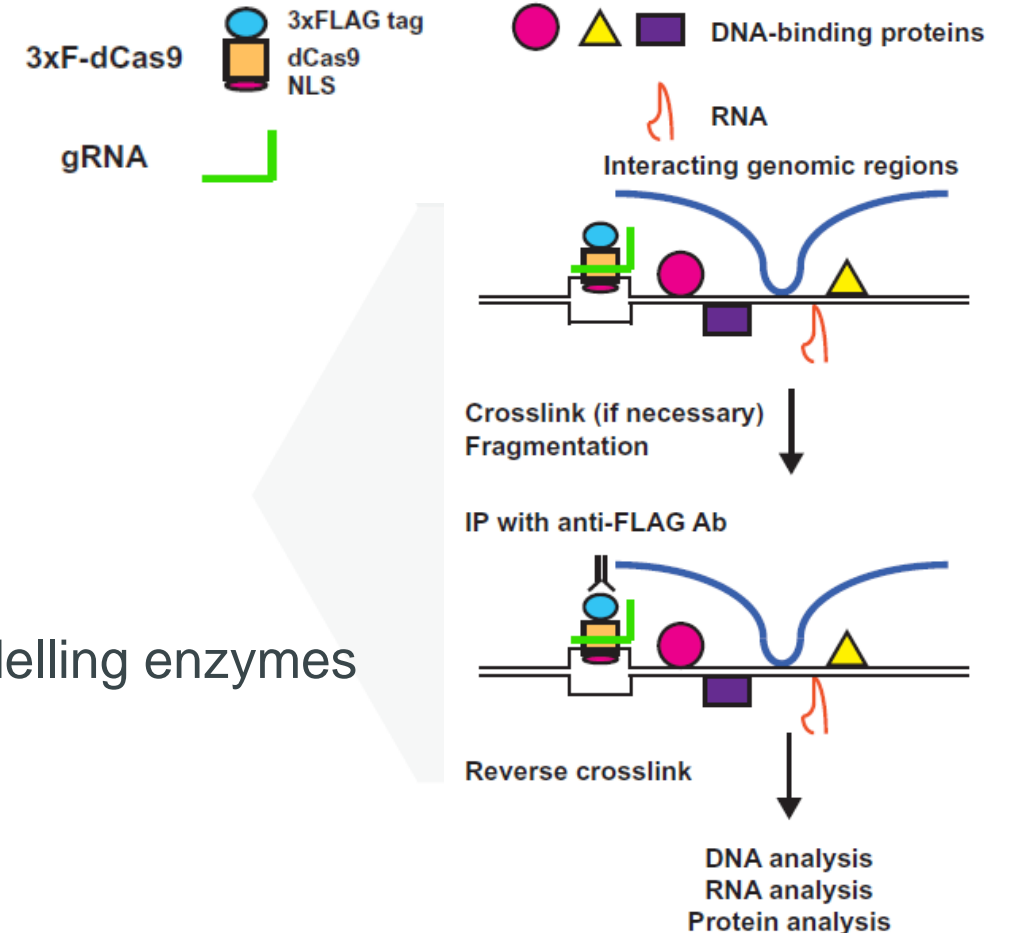 3xF-dCas9
3xFLAG tag
dCas9
NLS
gRNA
DNA-binding proteins
RNA
Interacting genomic regions
Crosslink (if necessary)
Fragmentation
IP with anti-FLAG Ab
elling enzymes
Reverse crosslink
DNA analysis
RNA analysis
Protein analysis